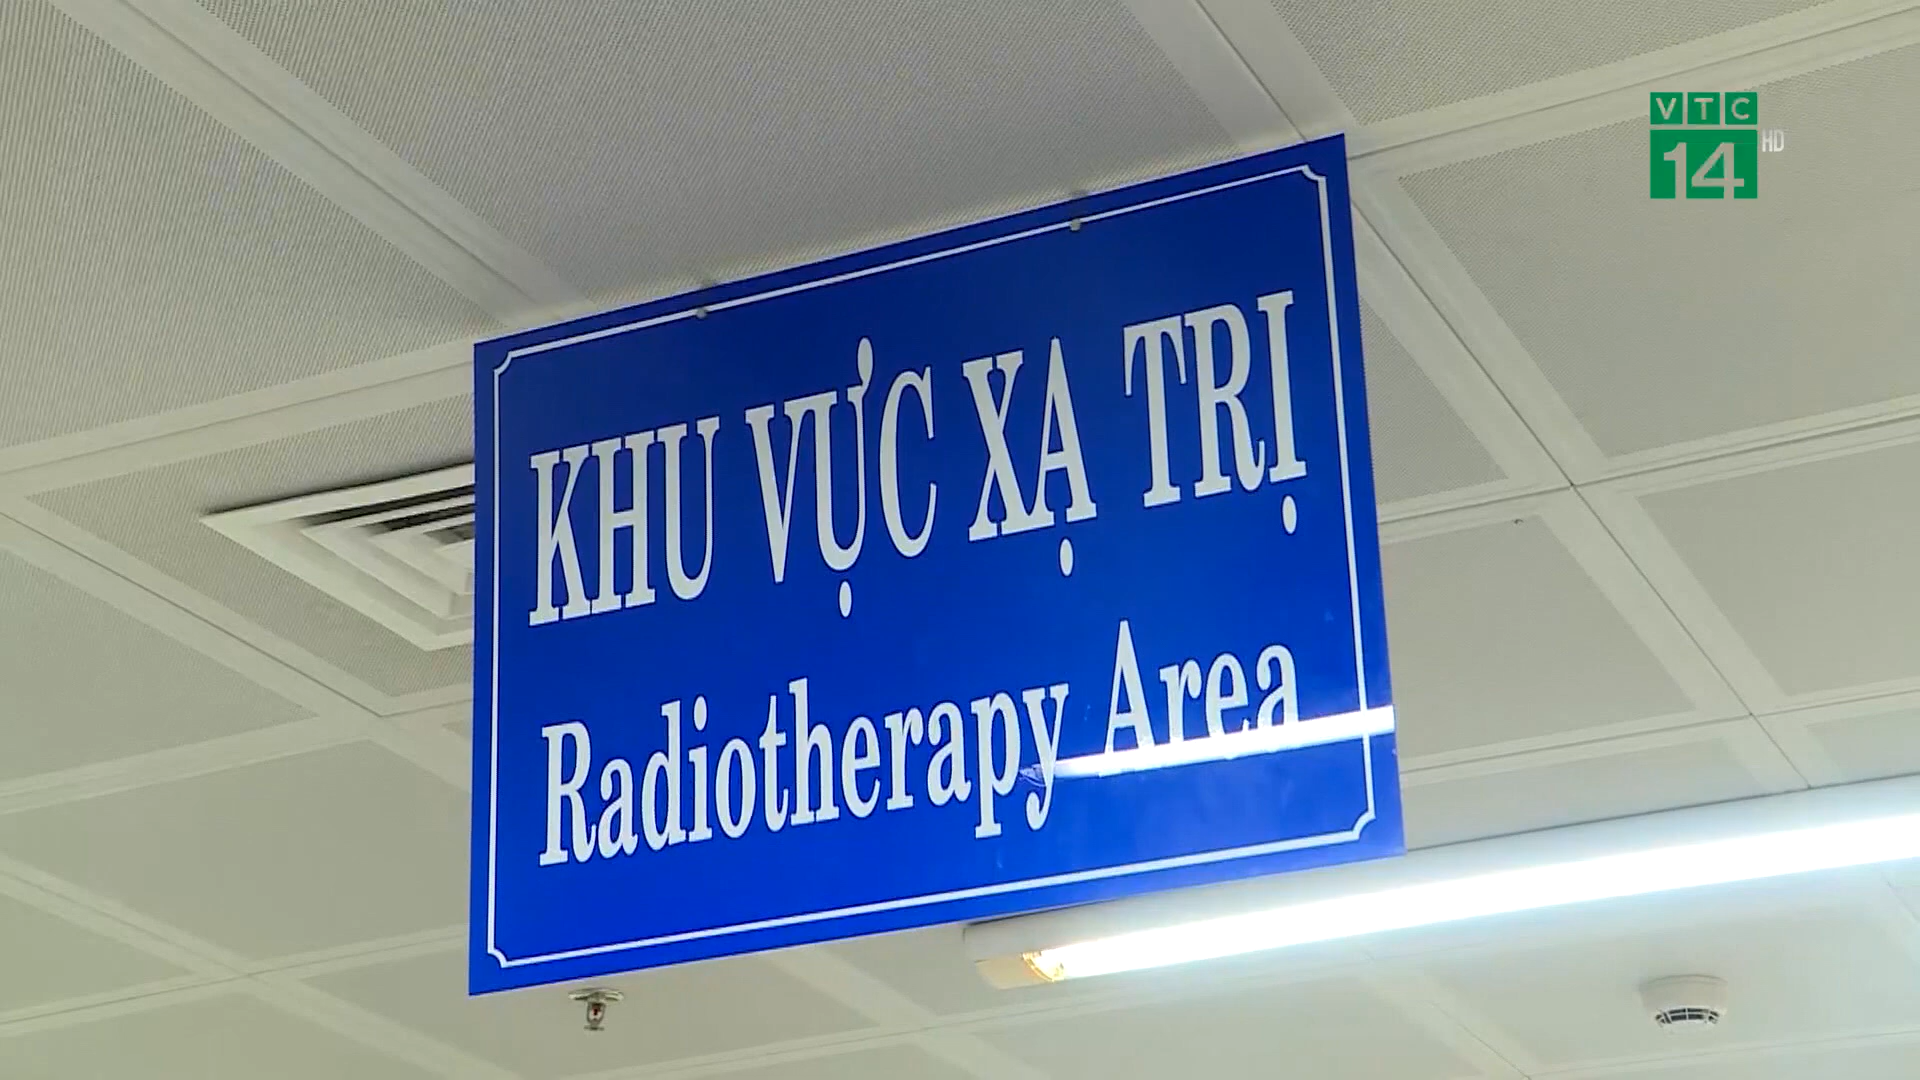 VTC
14 HD
KHU VỰC XẠ TRỊ
Radiotherapy Area